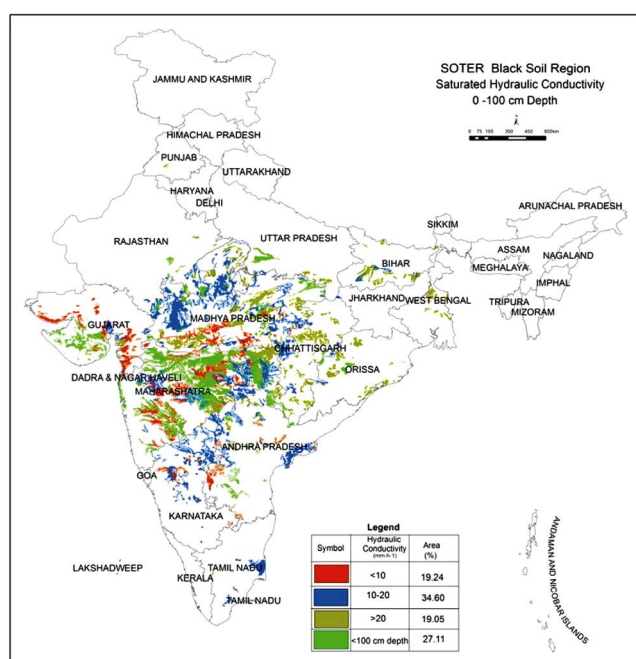 SOTER Black Soil Region
Saturated Hydraulic Conductivity
0 -100 cm Depth
0 75 150 300 450 600km
JAMMU AND KASHMIR
HIMACHAL PRADESH
PUNJAB
UTTARAKHAND
HARYANA
DELHI
ARUNACHAL PRADESH
SIKKIM
RAJASTHAN
UTTAR PRADESH
ASSAM
NAGALAND
BIHAR
MEGHALAYA
IMPHAL
JHARKHAND
WEST BENGAL
TRIPURA
MIZORAM
GUJARAT
MADHYA PRADESH
CHHATTISGARH
ORISSA
DADRA & NAGAR HAVELI
MAHARASHATRA
ANDHRA PRADESH
GOA
KARNATAKA
LAKSHADWEEP
KERALA
TAMIL NADU
TAMIL NADU
ANDAMAN AND NICOBAR ISLANDS
Legend
Symbol Hydraulic Conductivity (mm-h-1) Area (%)
<10 19.24
10-20 34.60
>20 19.05
<100 cm depth 27.11